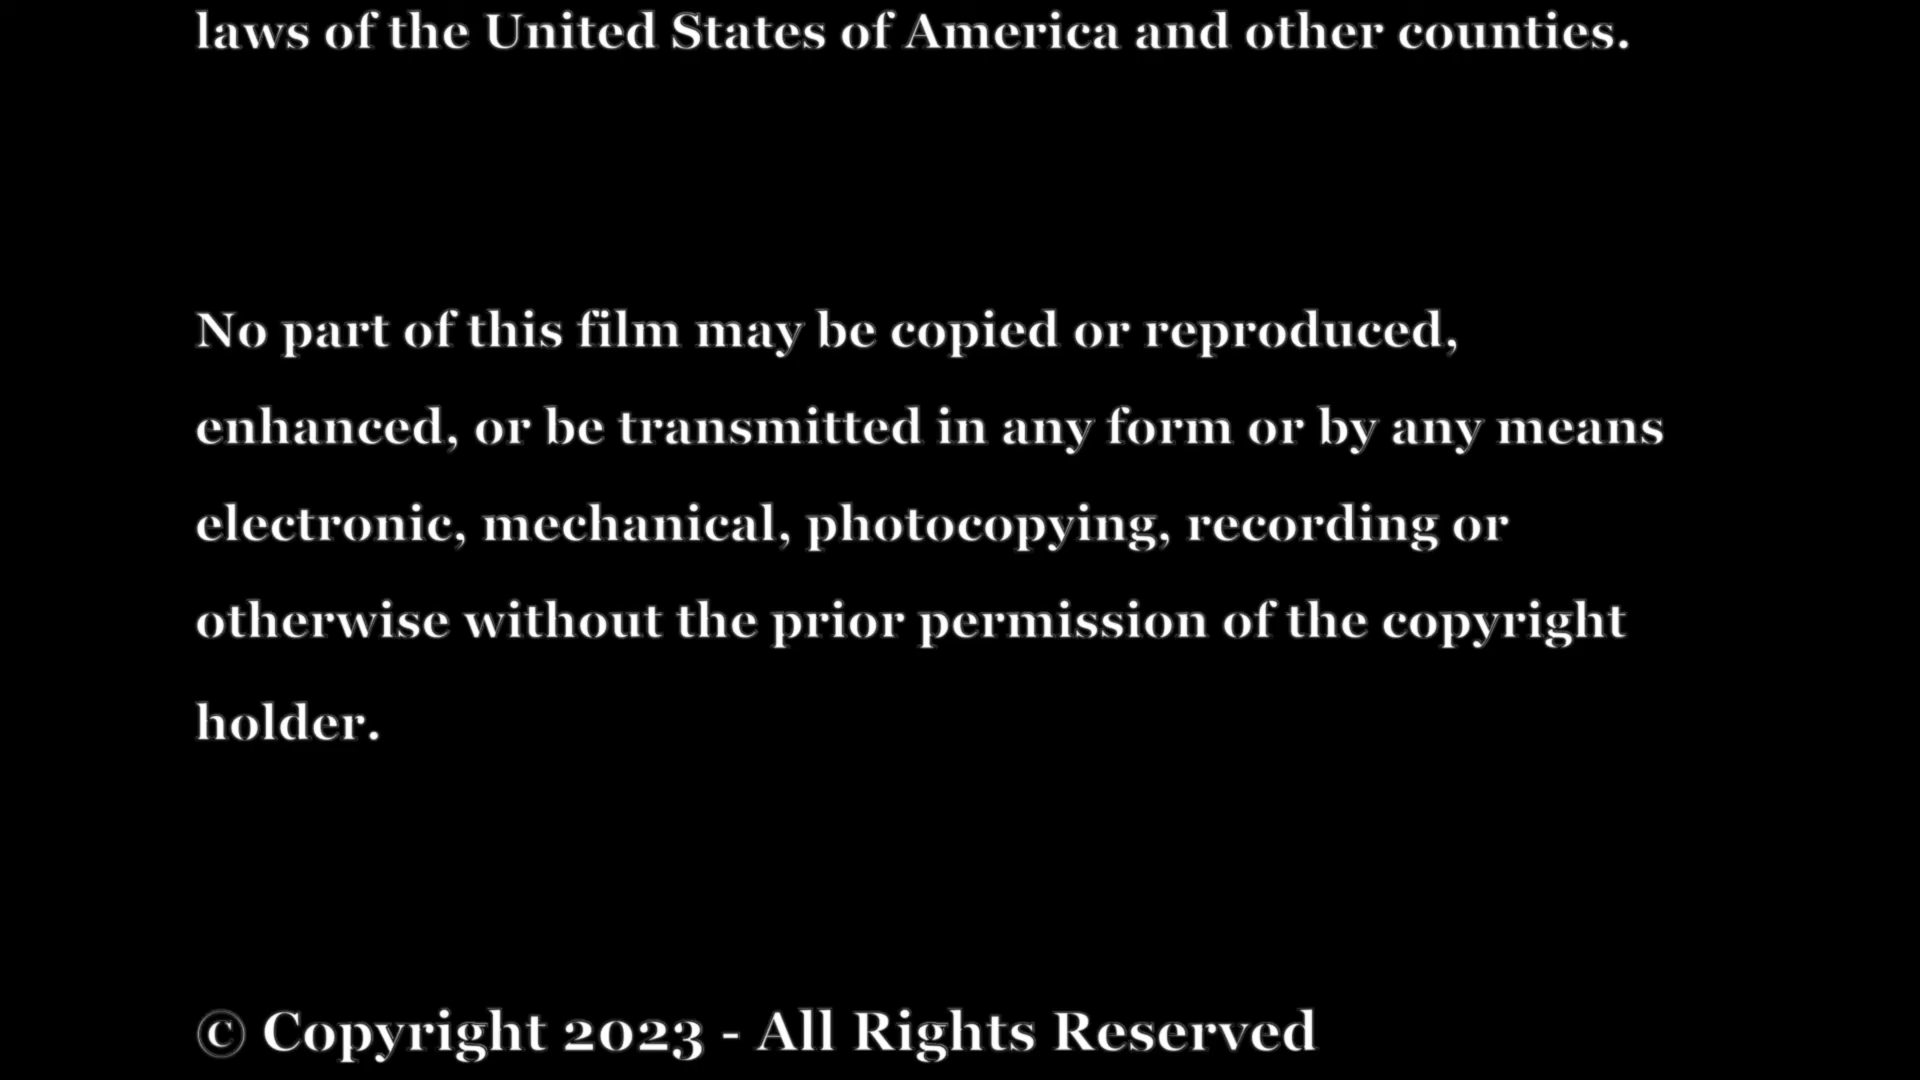 laws of the United States of America and other counties.
No part of this film may be copied or reproduced,
enhanced, or be transmitted in any form or by any means
electronic, mechanical, photocopying, recording or
otherwise without the prior permission of the copyright
holder.
© Copyright 2023 - All Rights Reserved